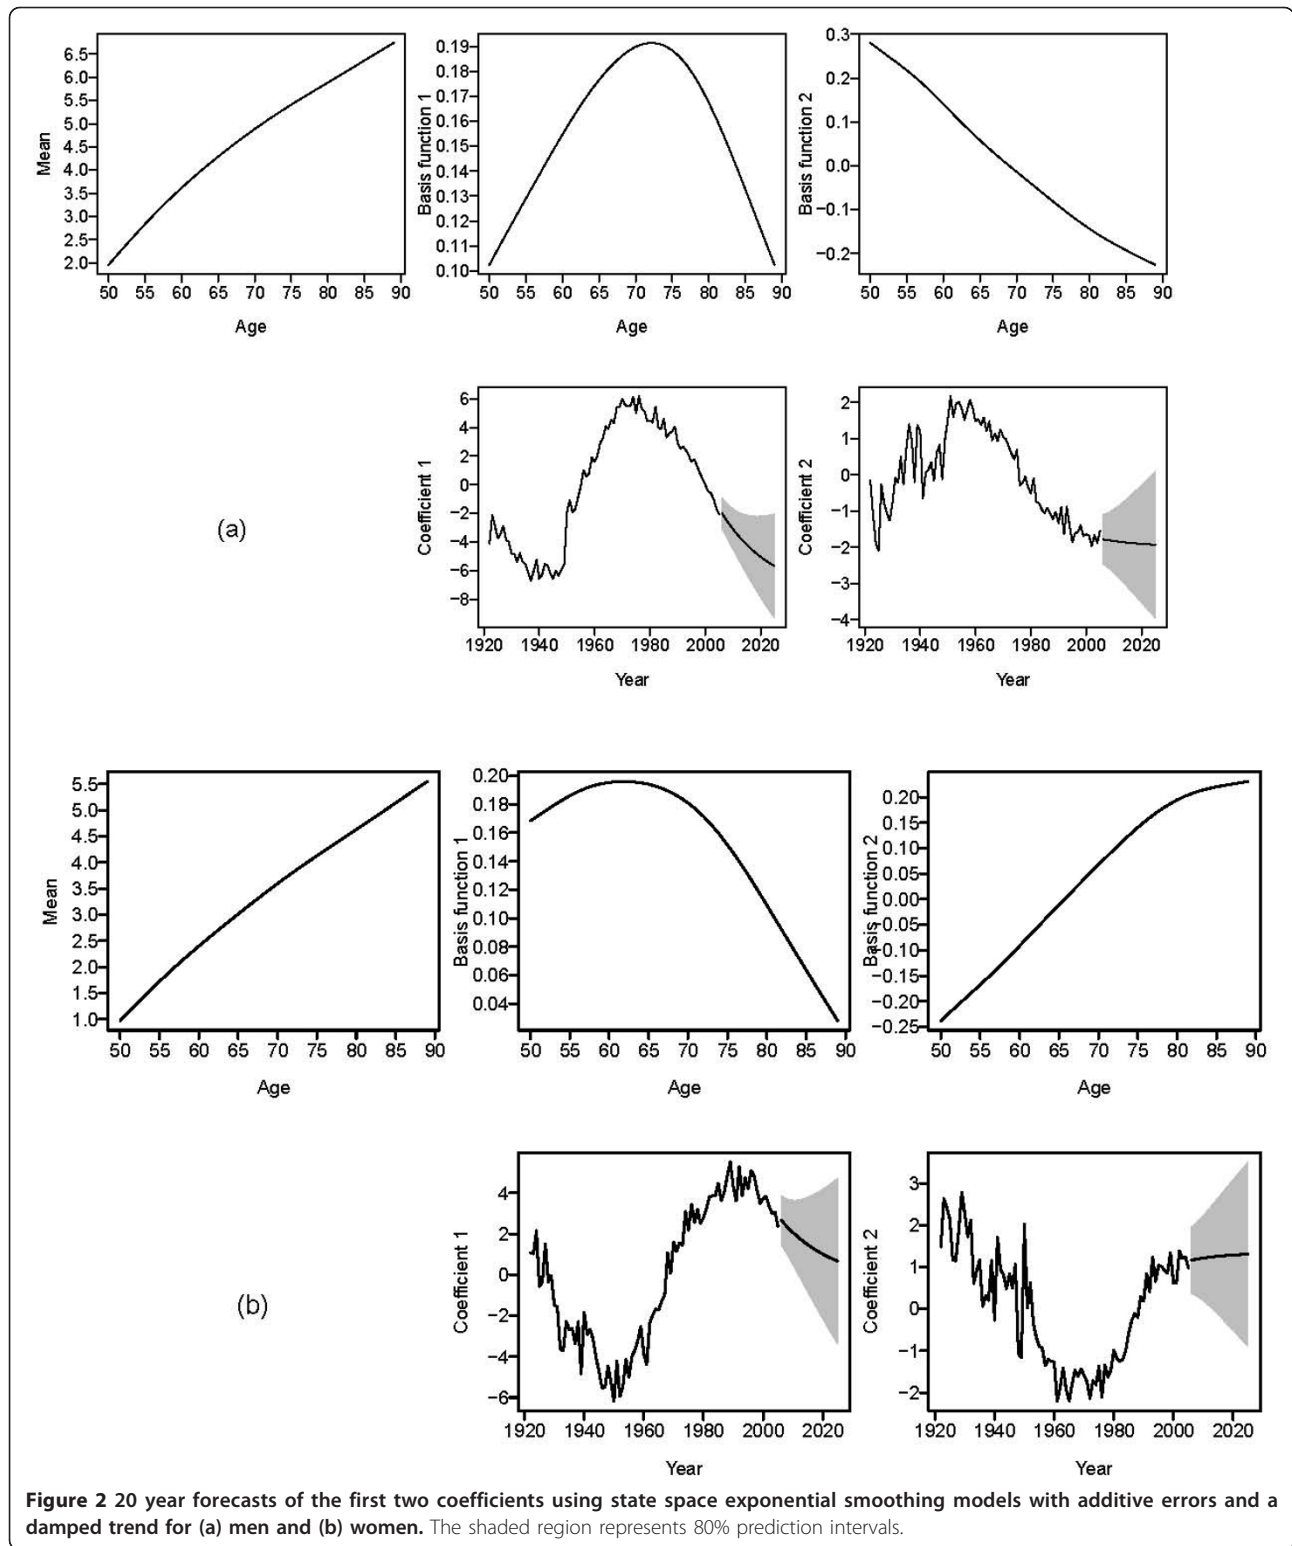 6.5
6.0
5.5
5.0
4.5
4.0
3.5
3.0
2.5
2.0
Mean
50 55 60 65 70 75 80 85 90
Age
0.19
0.18
0.17
0.16
0.15
0.14
0.13
0.12
0.11
0.10
Basis function 1
50 55 60 65 70 75 80 85 90
Age
0.3
0.2
0.1
0.0
−0.1
−0.2
Basis function 2
50 55 60 65 70 75 80 85 90
Age
(a)
6
4
2
0
−2
−4
−6
−8
Coefficient 1
1920 1940 1960 1980 2000 2020
Year
2
1
0
−1
−2
−3
−4
Coefficient 2
1920 1940 1960 1980 2000 2020
Year
5.5
5.0
4.5
4.0
3.5
3.0
2.5
2.0
1.5
1.0
Mean
50 55 60 65 70 75 80 85 90
Age
0.20
0.18
0.16
0.14
0.12
0.10
0.08
0.06
0.04
Basis function 1
50 55 60 65 70 75 80 85 90
Age
0.20
0.15
0.10
0.05
0.00
−0.05
−0.10
−0.15
−0.20
−0.25
Basis function 2
50 55 60 65 70 75 80 85 90
Age
(b)
4
2
0
−2
−4
−6
Coefficient 1
1920 1940 1960 1980 2000 2020
Year
3
2
1
0
−1
−2
Coefficient 2
1920 1940 1960 1980 2000 2020
Year
Figure 2 20 year forecasts of the first two coefficients using state space exponential smoothing models with additive errors and a
damped trend for (a) men and (b) women. The shaded region represents 80% prediction intervals.